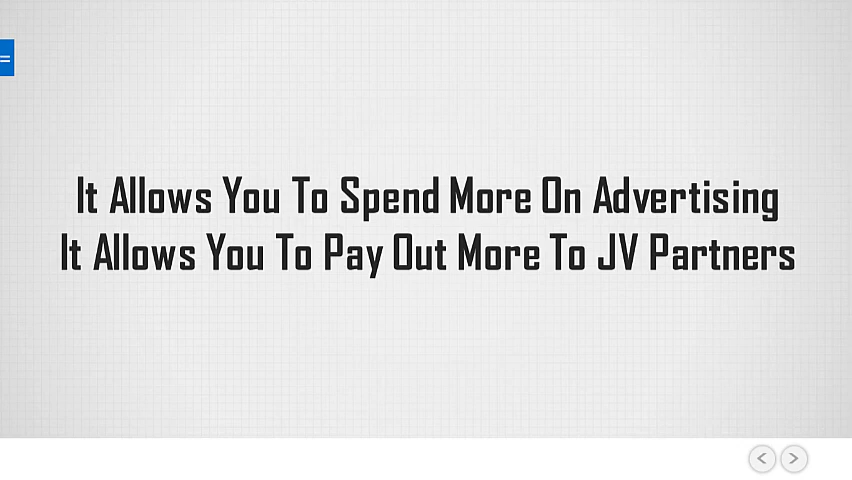 It Allows You To Spend More On Advertising
It Allows You To Pay Out More To JV Partners